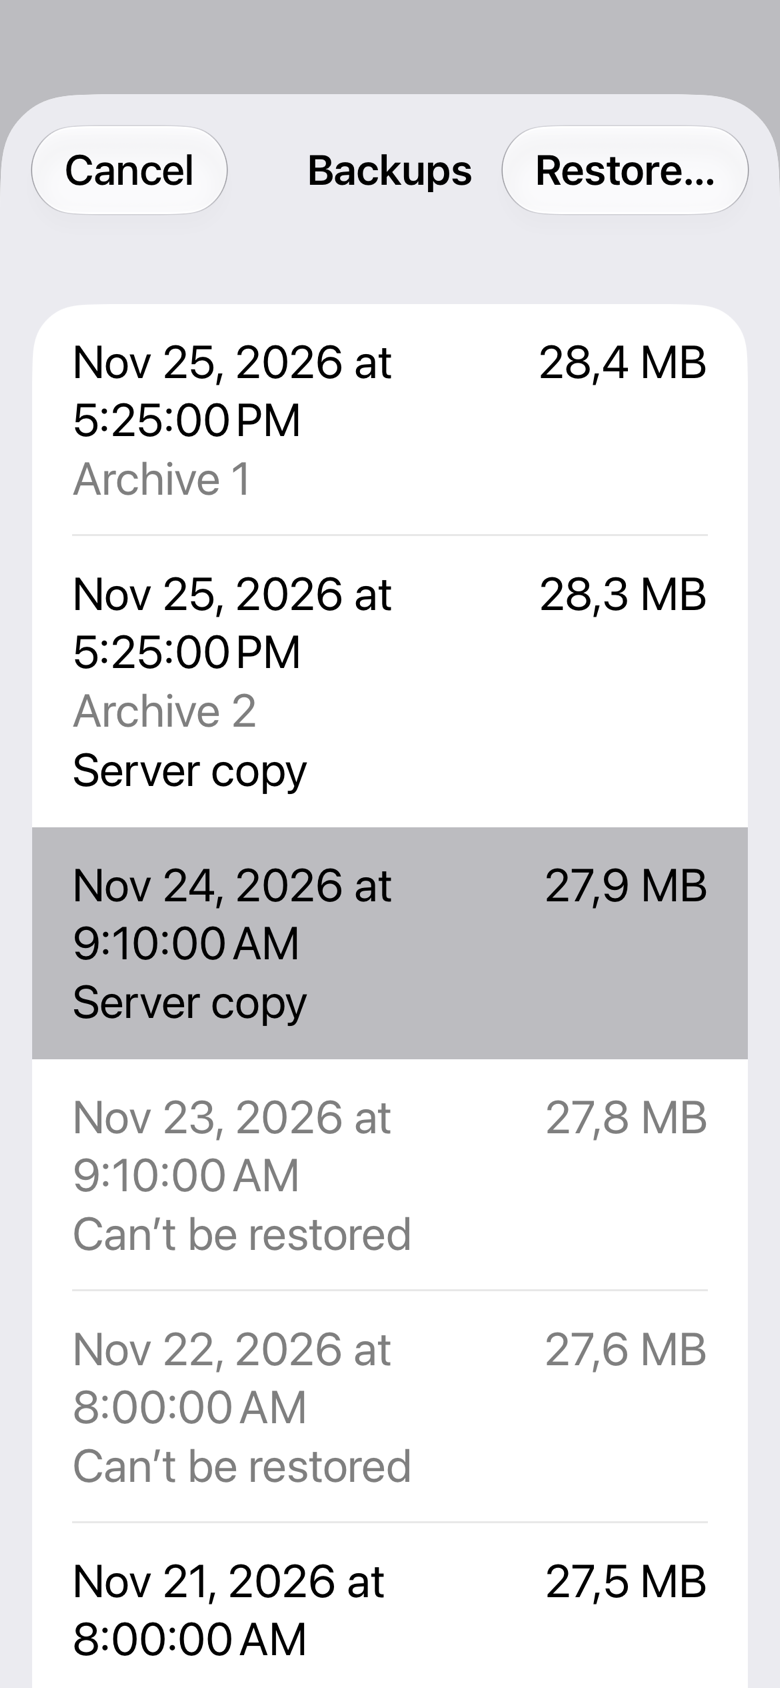 Cancel Backups Restore...
Nov 25, 2026 at 28,4 MB
5:25:00 PM
Archive 1
Nov 25, 2026 at 28,3 MB
5:25:00 PM
Archive 2
Server copy
Nov 24, 2026 at 27,9 MB
9:10:00 AM
Server copy
Nov 23, 2026 at 27,8 MB
9:10:00 AM
Can’t be restored
Nov 22, 2026 at 27,6 MB
8:00:00 AM
Can’t be restored
Nov 21, 2026 at 27,5 MB
8:00:00 AM